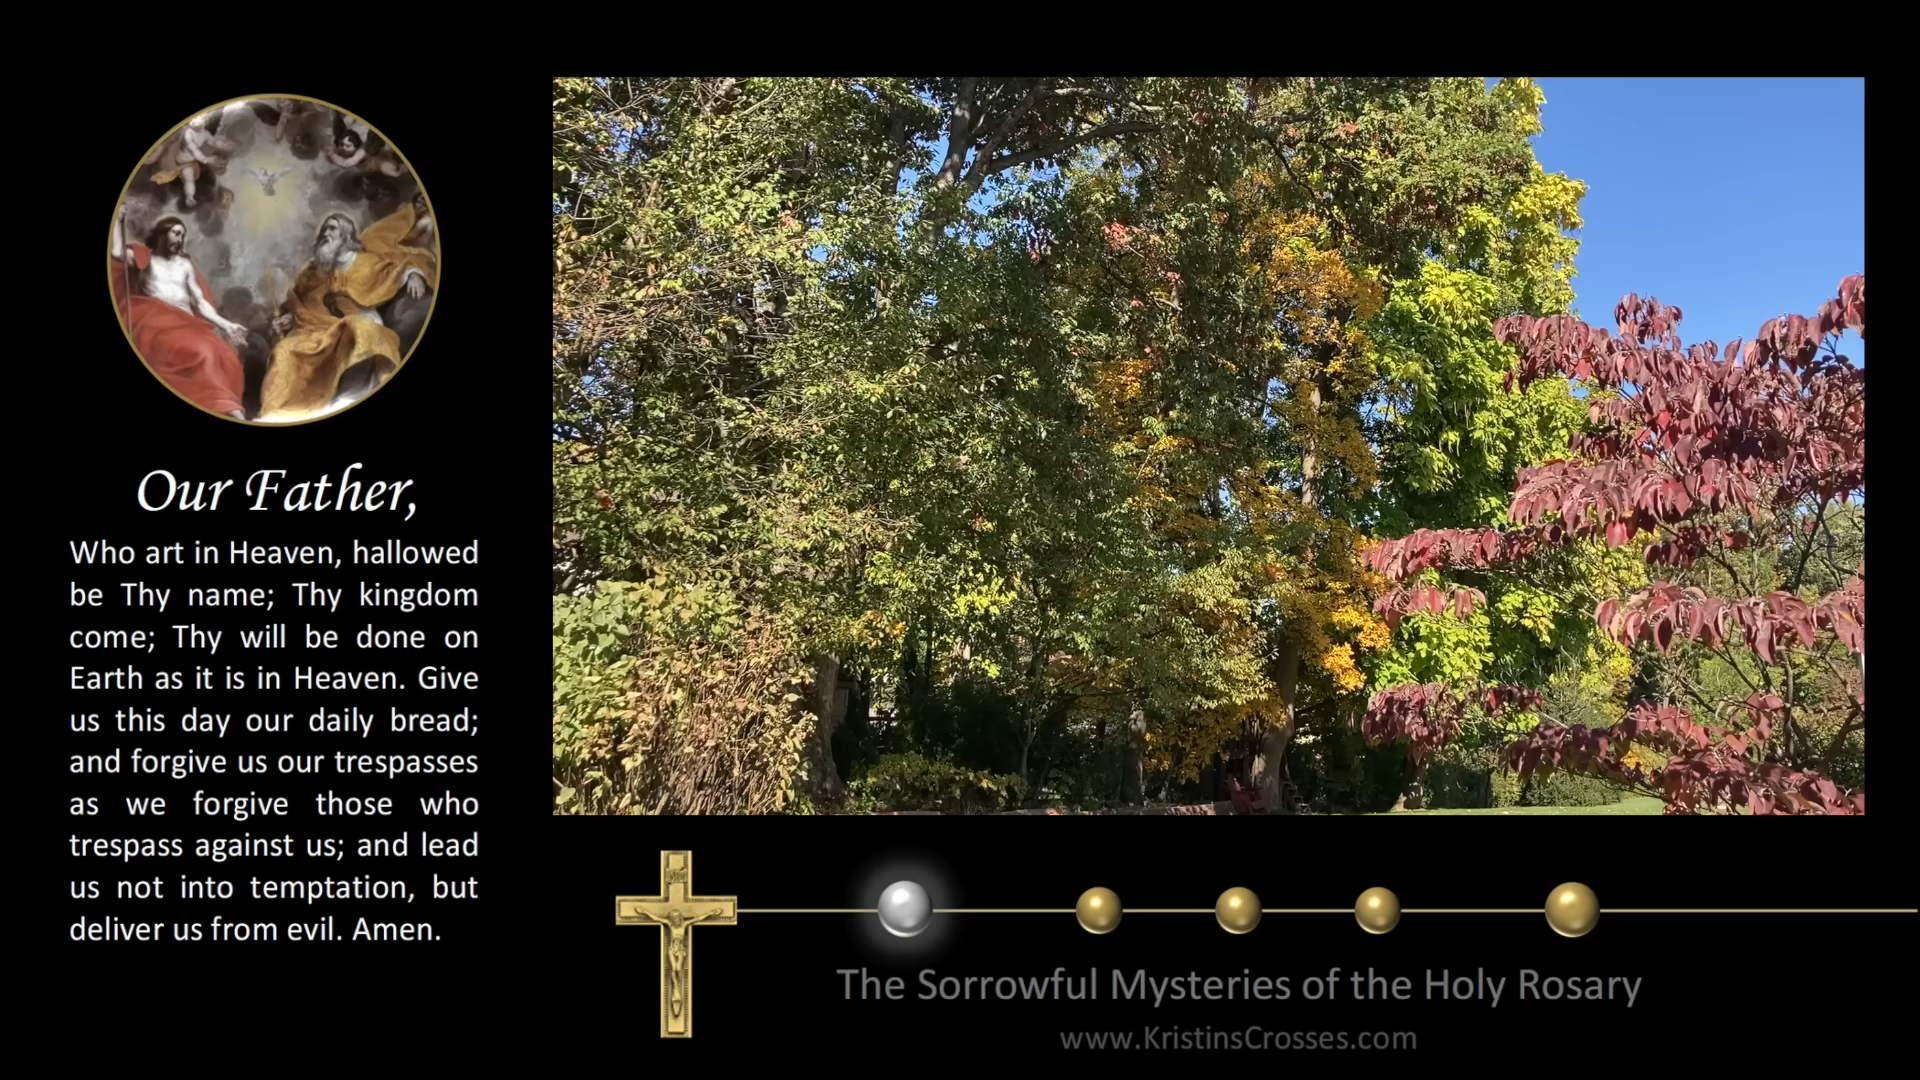 Our Father,
Who art in Heaven, hallowed
be Thy name; Thy kingdom
come; Thy will be done on
Earth as it is in Heaven. Give
us this day our daily bread;
and forgive us our trespasses
as we forgive those who
trespass against us; and lead
us not into temptation, but
deliver us from evil. Amen.
The Sorrowful Mysteries of the Holy Rosary
www.KristinsCrosses.com